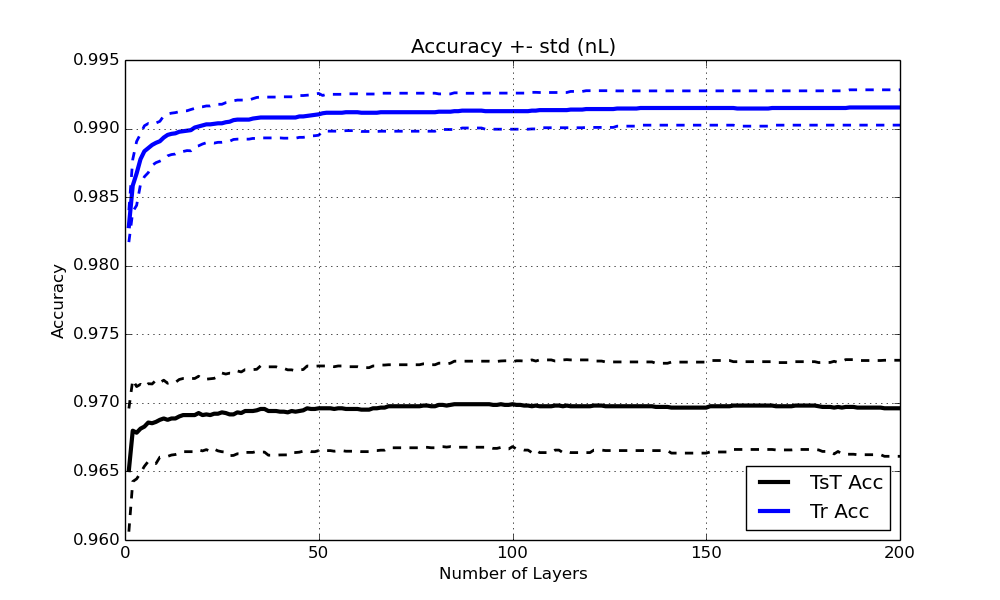 Accuracy +- std (nL)
0.995
0.990
0.985
0.980
0.975
0.970
0.965
0.960
Accuracy
0 50 100 150 200
Number of Layers
TsT Acc
Tr Acc